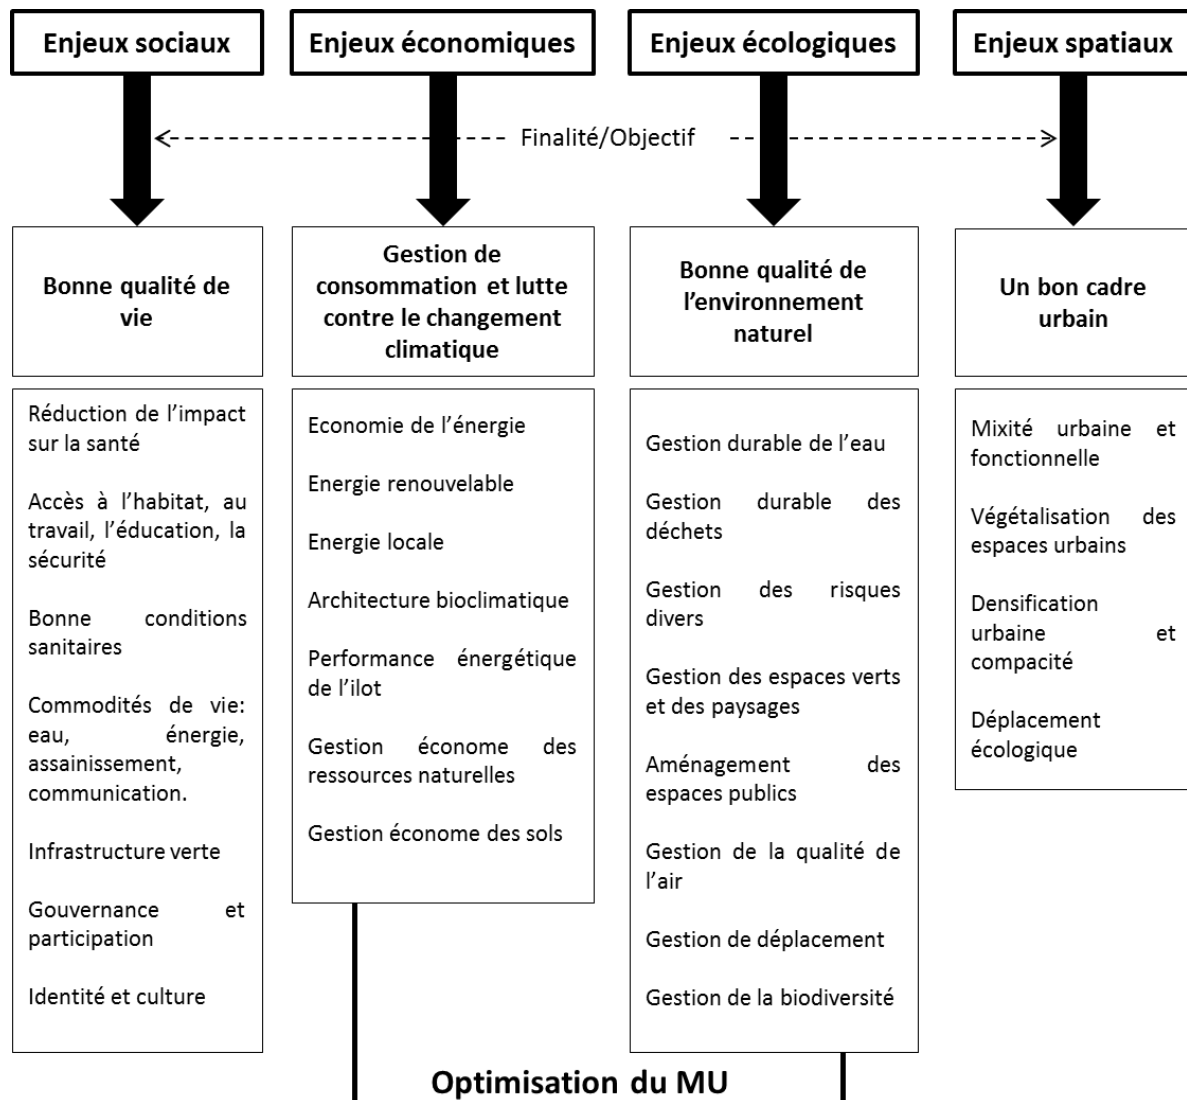 Enjeux sociaux
Enjeux économiques
Enjeux écologiques
Enjeux spatiaux
Finalité/Objectif
Bonne qualité de
vie
Gestion de
consommation et lutte
contre le changement
climatique
Bonne qualité de
l’environnement
naturel
Un bon cadre
urbain
Réduction de l’impact
sur la santé
Accès à l’habitat, au
travail, l’éducation, la
sécurité
Bonne conditions
sanitaires
Commodités de vie:
eau, énergie,
assainissement,
communication.
Infrastructure verte
Gouvernance et
participation
Identité et culture
Economie de l’énergie
Energie renouvelable
Energie locale
Architecture bioclimatique
Performance énergétique
de l’ilot
Gestion économe des
ressources naturelles
Gestion économe des sols
Gestion durable de l’eau
Gestion durable des
déchets
Gestion des risques
divers
Gestion des espaces verts
et des paysages
Aménagement des
espaces publics
Gestion de la qualité de
l’air
Gestion de déplacement
Gestion de la biodiversité
Mixité urbaine et
fonctionnelle
Végétalisation des
espaces urbains
Densification
urbaine et
compacité
Déplacement
écologique
Optimisation du MU